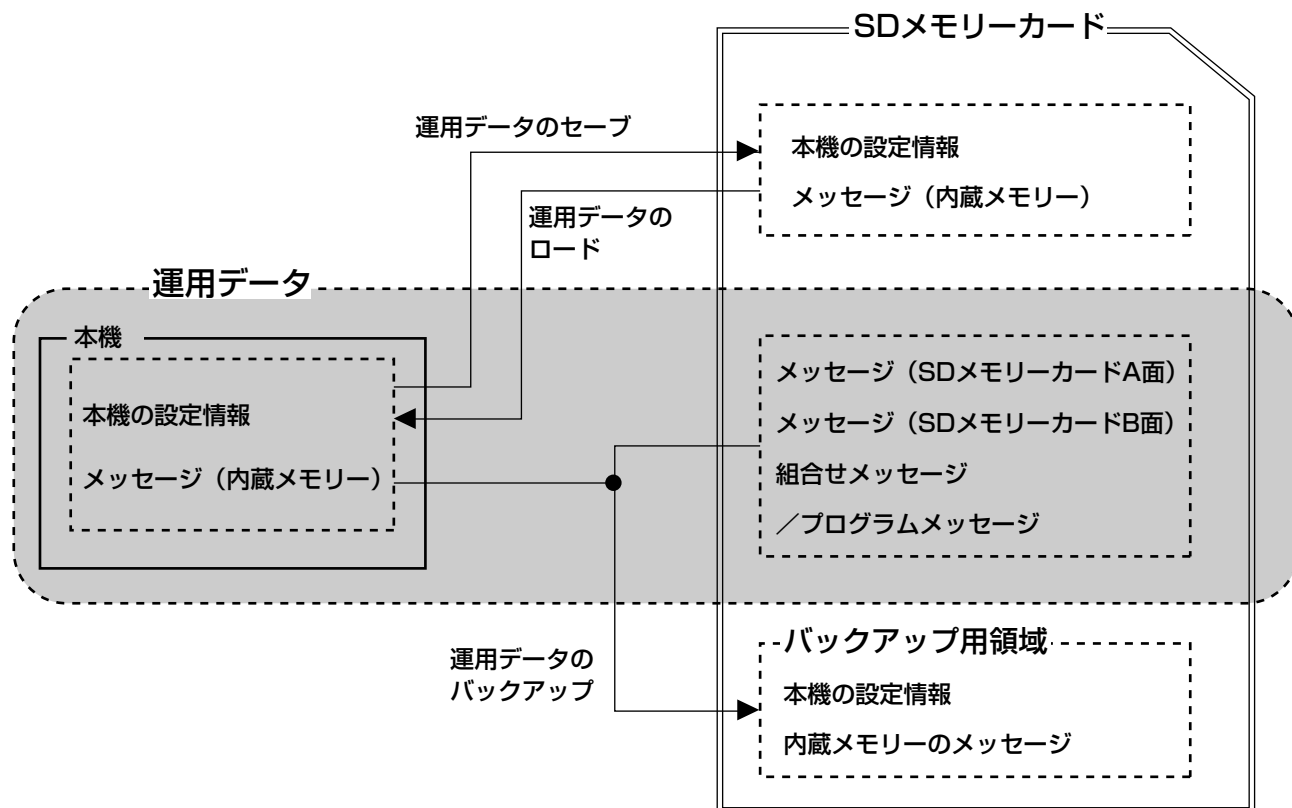 SDメモリーカード
運用データのセーブ
本機の設定情報
メッセージ（内蔵メモリー）
運用データの
ロード
運用データ
本機
本機の設定情報
メッセージ（内蔵メモリー）
メッセージ（SDメモリーカードA面）
メッセージ（SDメモリーカードB面）
組合せメッセージ
／プログラムメッセージ
運用データの
バックアップ
バックアップ用領域
本機の設定情報
内蔵メモリーのメッセージ